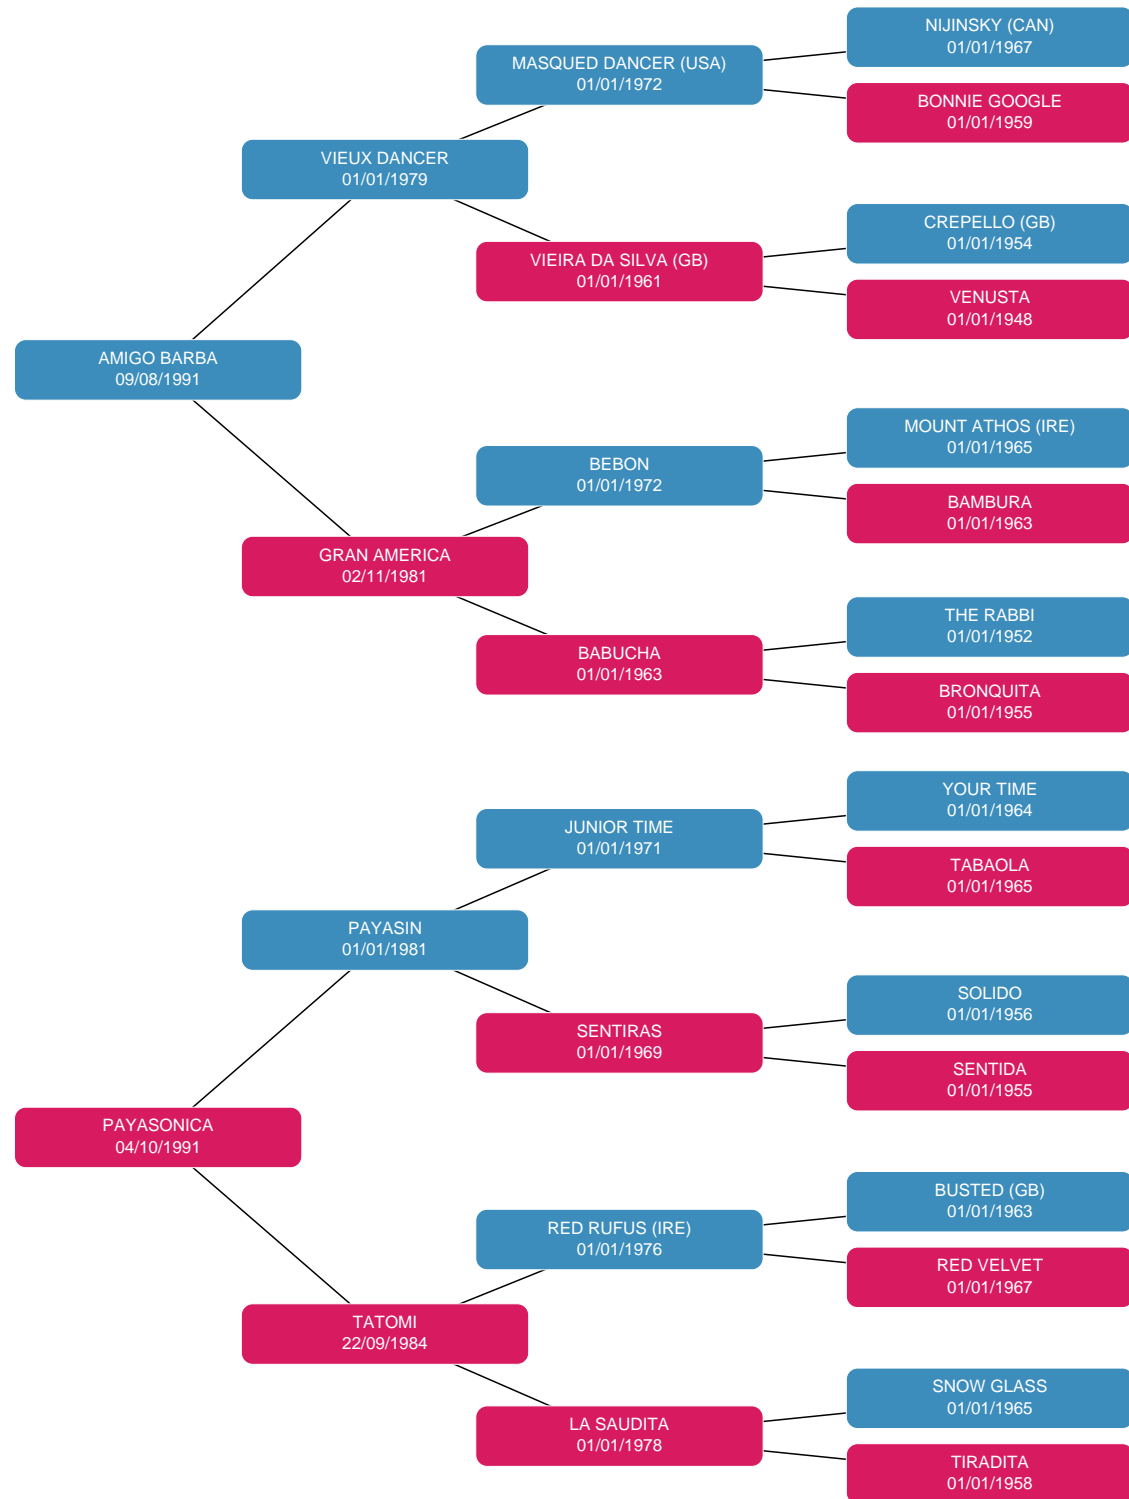 NIJINSKY (CAN)
01/01/1967
MASQUED DANCER (USA)
01/01/1972
BONNIE GOOGLE
01/01/1959
VIEUX DANCER
01/01/1979
CREPELLO (GB)
01/01/1954
VIEIRA DA SILVA (GB)
01/01/1961
VENUSTA
01/01/1948
AMIGO BARBA
09/08/1991
MOUNT ATHOS (IRE)
01/01/1965
BEBON
01/01/1972
BAMBURA
01/01/1963
GRAN AMERICA
02/11/1981
THE RABBI
01/01/1952
BABUCHA
01/01/1963
BRONQUITA
01/01/1955
YOUR TIME
01/01/1964
JUNIOR TIME
01/01/1971
TABAOLA
01/01/1965
PAYASIN
01/01/1981
SOLIDO
01/01/1956
SENTIRAS
01/01/1969
SENTIDA
01/01/1955
PAYASONICA
04/10/1991
BUSTED (GB)
01/01/1963
RED RUFUS (IRE)
01/01/1976
RED VELVET
01/01/1967
TATOMI
22/09/1984
SNOW GLASS
01/01/1965
LA SAUDITA
01/01/1978
TIRADITA
01/01/1958